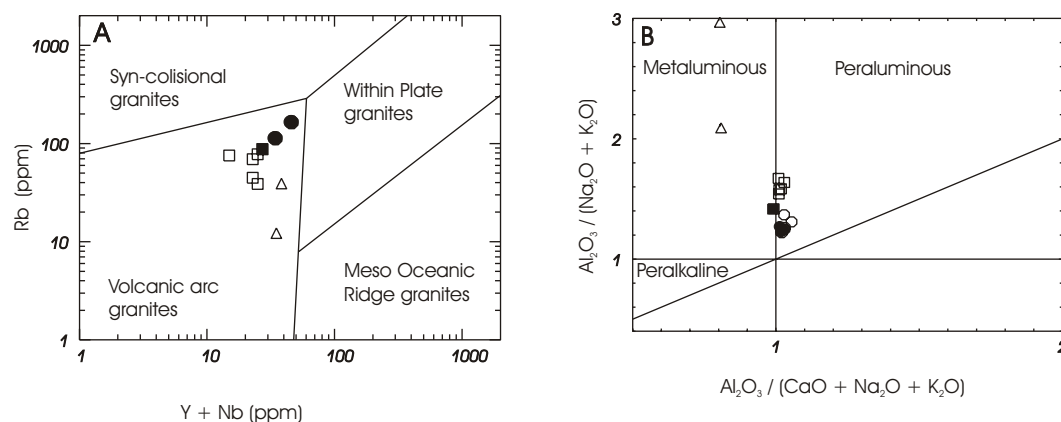 A
1000
100
10
1
Rb (ppm)
Syn-colisional
granites
Within Plate
granites
Volcanic arc
granites
Meso Oceanic
Ridge granites
1 10 100 1000
Y + Nb (ppm)
B
3
2
1
Al₂O₃ / (Na₂O + K₂O)
Metaluminous
Peraluminous
Peralkaline
1 2
Al₂O₃ / (CaO + Na₂O + K₂O)